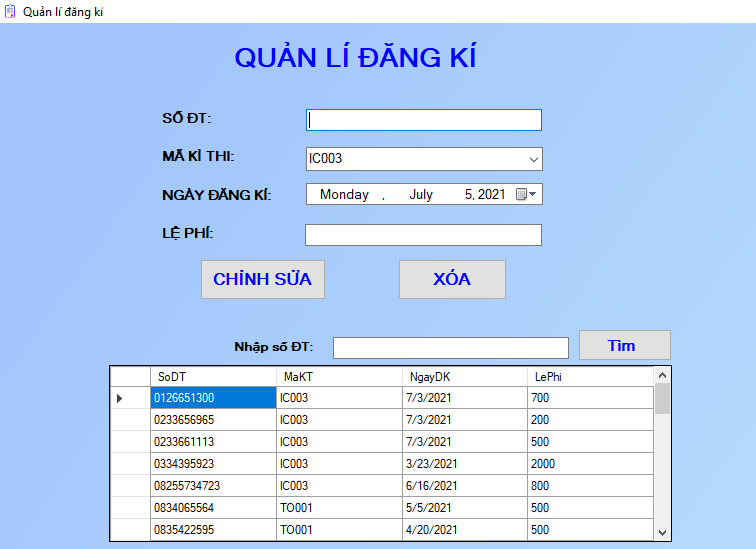 Quản lí đăng kí
QUẢN LÍ ĐĂNG KÍ
SỐ ĐT:
MÃ KÌ THI: IC003
NGÀY ĐĂNG KÍ: Monday , July 5, 2021
LỆ PHÍ:
CHỈNH SỬA XÓA
Nhập số ĐT: Tìm
SoDT MaKT NgayDK LePhi
0126651300 IC003 7/3/2021 700
0233656965 IC003 7/3/2021 200
0233661113 IC003 7/3/2021 500
0334395923 IC003 3/23/2021 2000
08255734723 IC003 6/16/2021 800
0834065564 TO001 5/5/2021 500
0835422595 TO001 4/20/2021 500